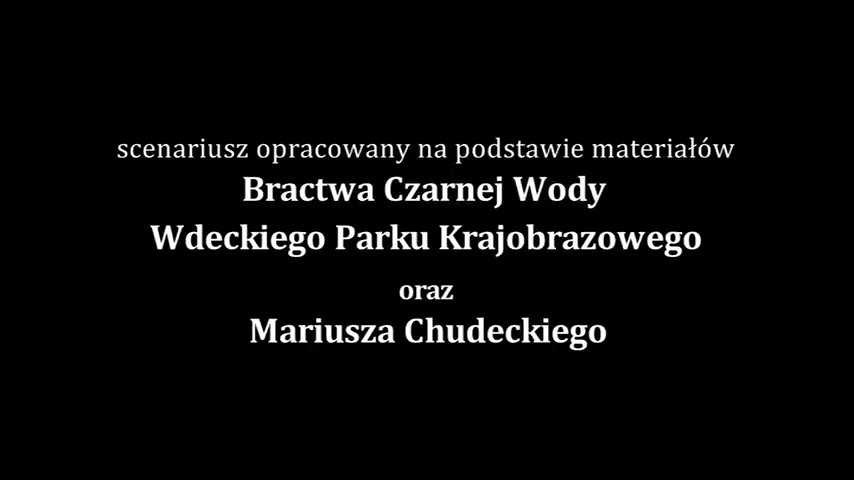 scenariusz opracowany na podstawie materiałów
Bractwa Czarnej Wody
Wdeckiego Parku Krajobrazowego
oraz
Mariusza Chudeckiego